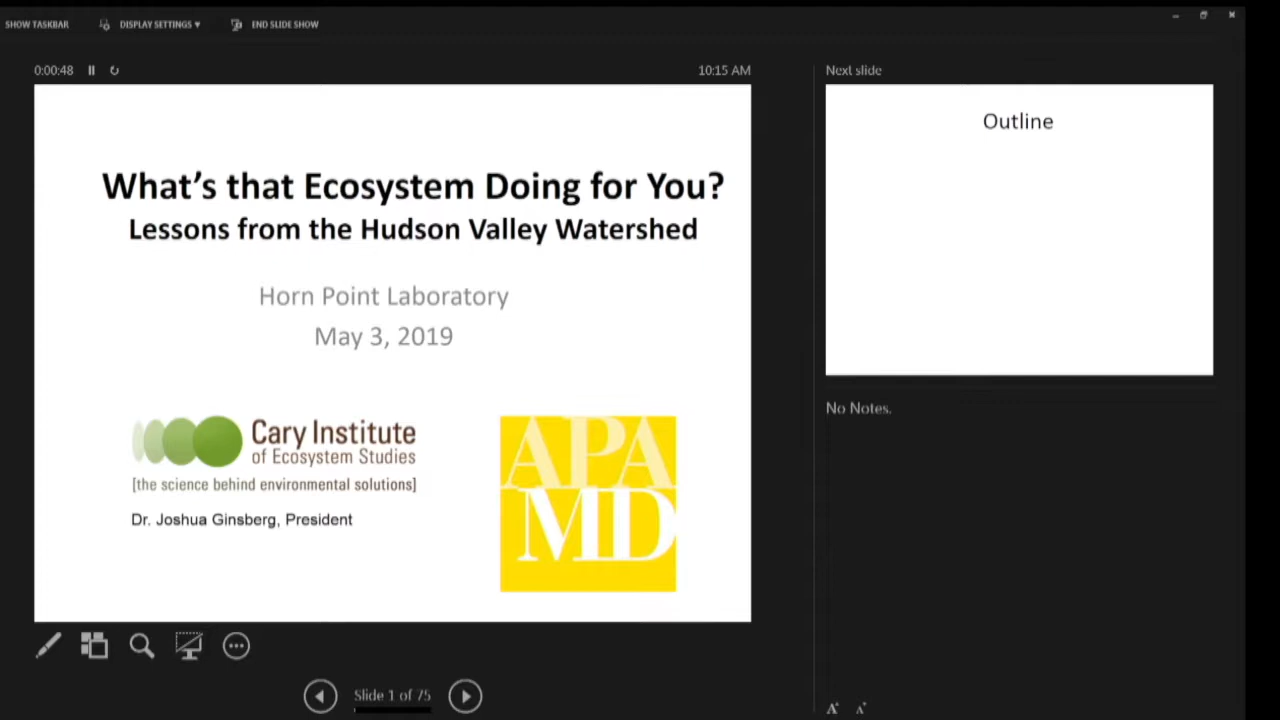 SHOW TASKBAR
DISPLAY SETTINGS ▾
END SLIDE SHOW
0:00:48
10:15 AM
What's that Ecosystem Doing for You?
Lessons from the Hudson Valley Watershed
Horn Point Laboratory
May 3, 2019
Cary Institute
of Ecosystem Studies
[the science behind environmental solutions]
Dr. Joshua Ginsberg, President
APA
MD
Slide 1 of 75
Next slide
Outline
No Notes.
A A